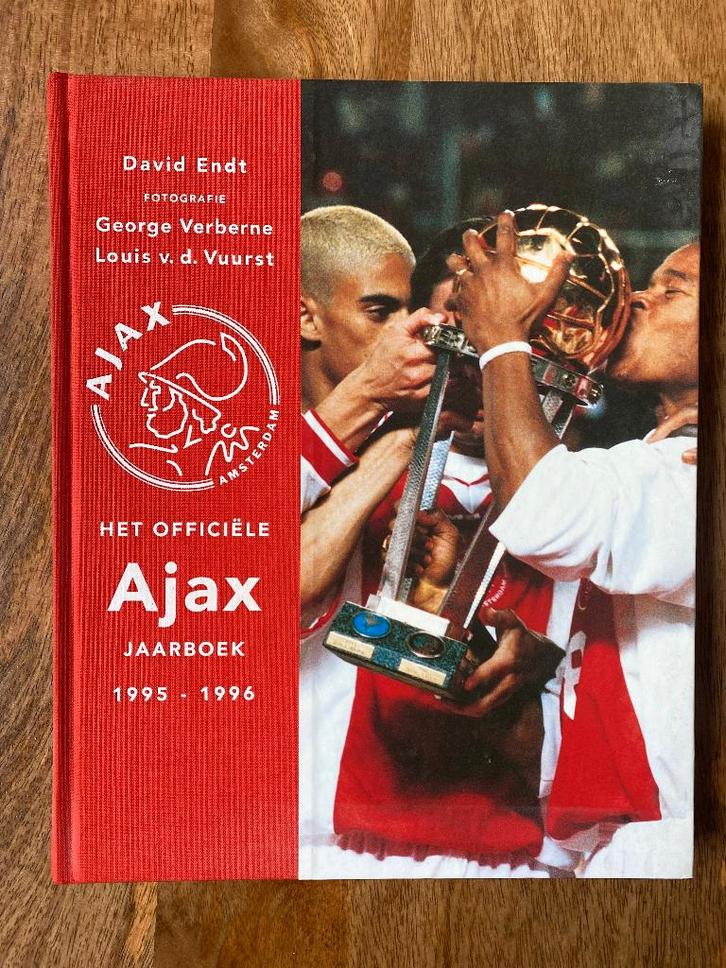 David Endt
FOTOGRAFIE
George Verberne
Louis v. d. Vuurst
AJAX
AMSTERDAM
HET OFFICIËLE
Ajax
JAARBOEK
1995 - 1996